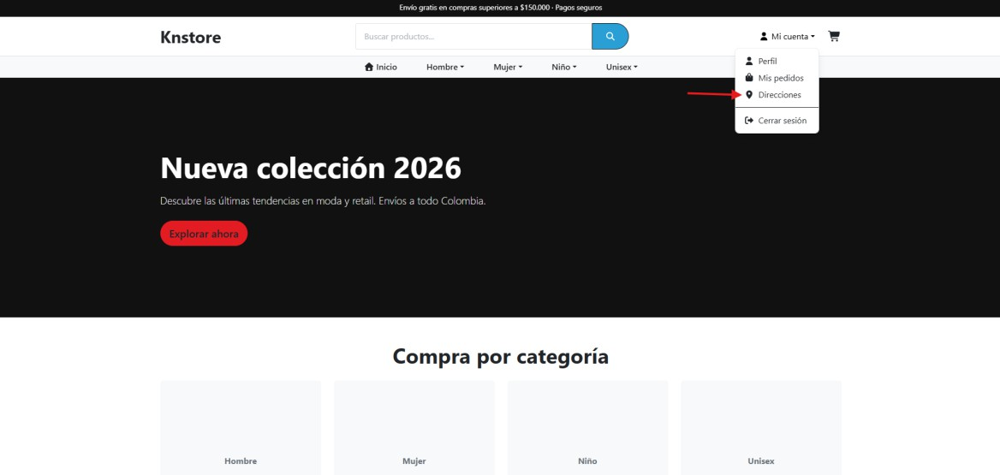 Envío gratis en compras superiores a $150.000 · Pagos seguros
Knstore
Buscar productos...
Mi cuenta
Inicio
Hombre
Mujer
Niño
Unisex
Perfil
Mis pedidos
Direcciones
Cerrar sesión
Nueva colección 2026
Descubre las últimas tendencias en moda y retail. Envíos a todo Colombia.
Explorar ahora
Compra por categoría
Hombre
Mujer
Niño
Unisex